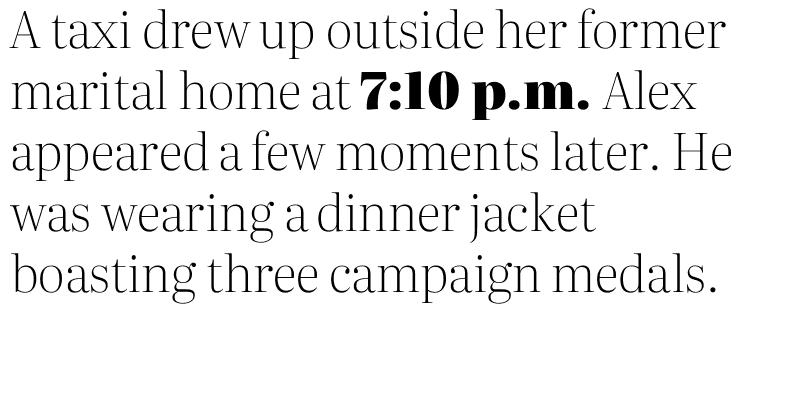 A taxi drew up outside her former
marital home at 7:10 p.m. Alex
appeared a few moments later. He
was wearing a dinner jacket
boasting three campaign medals.